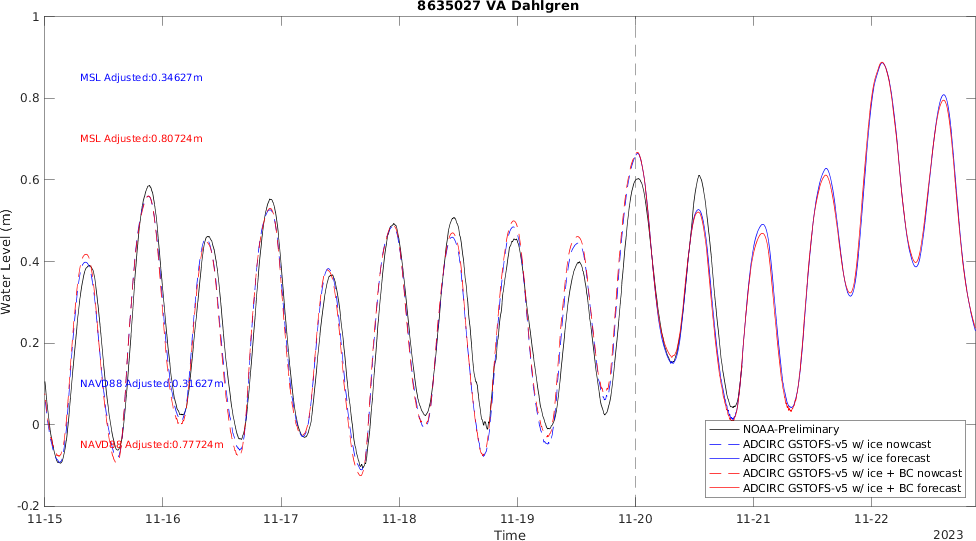 8635027 VA Dahlgren
1
0.8
0.6
0.4
0.2
0
-0.2
Water Level (m)
MSL Adjusted:0.34627m
MSL Adjusted:0.80724m
NAVD88 Adjusted:0.31627m
NAVD88 Adjusted:0.77724m
NOAA-Preliminary
ADCIRC GSTOFS-v5 w/ ice nowcast
ADCIRC GSTOFS-v5 w/ ice forecast
ADCIRC GSTOFS-v5 w/ice + BC nowcast
ADCIRC GSTOFS-v5 w/ice + BC forecast
11-15 11-16 11-17 11-18 11-19 11-20 11-21 11-22
Time
2023